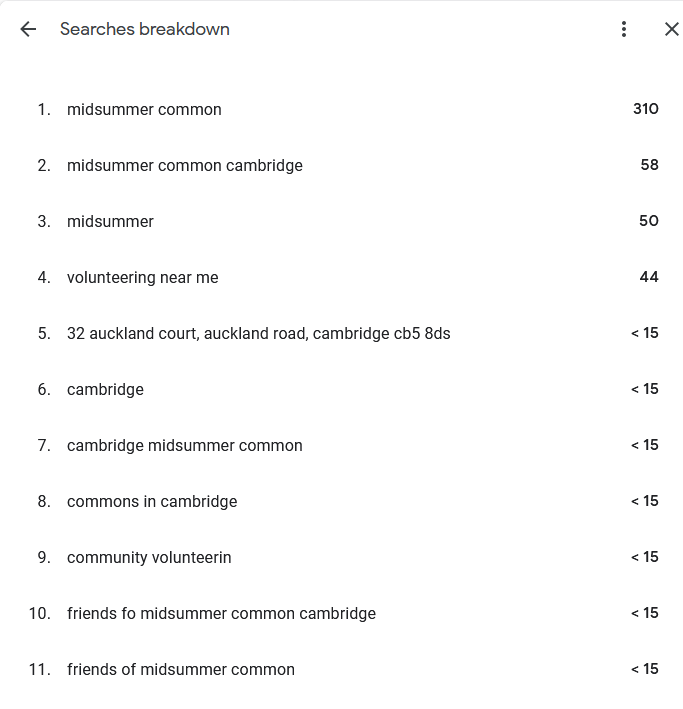 Searches breakdown
1. midsummer common 310
2. midsummer common cambridge 58
3. midsummer 50
4. volunteering near me 44
5. 32 auckland court, auckland road, cambridge cb5 8ds < 15
6. cambridge < 15
7. cambridge midsummer common < 15
8. commons in cambridge < 15
9. community volunteerin < 15
10. friends fo midsummer common cambridge < 15
11. friends of midsummer common < 15